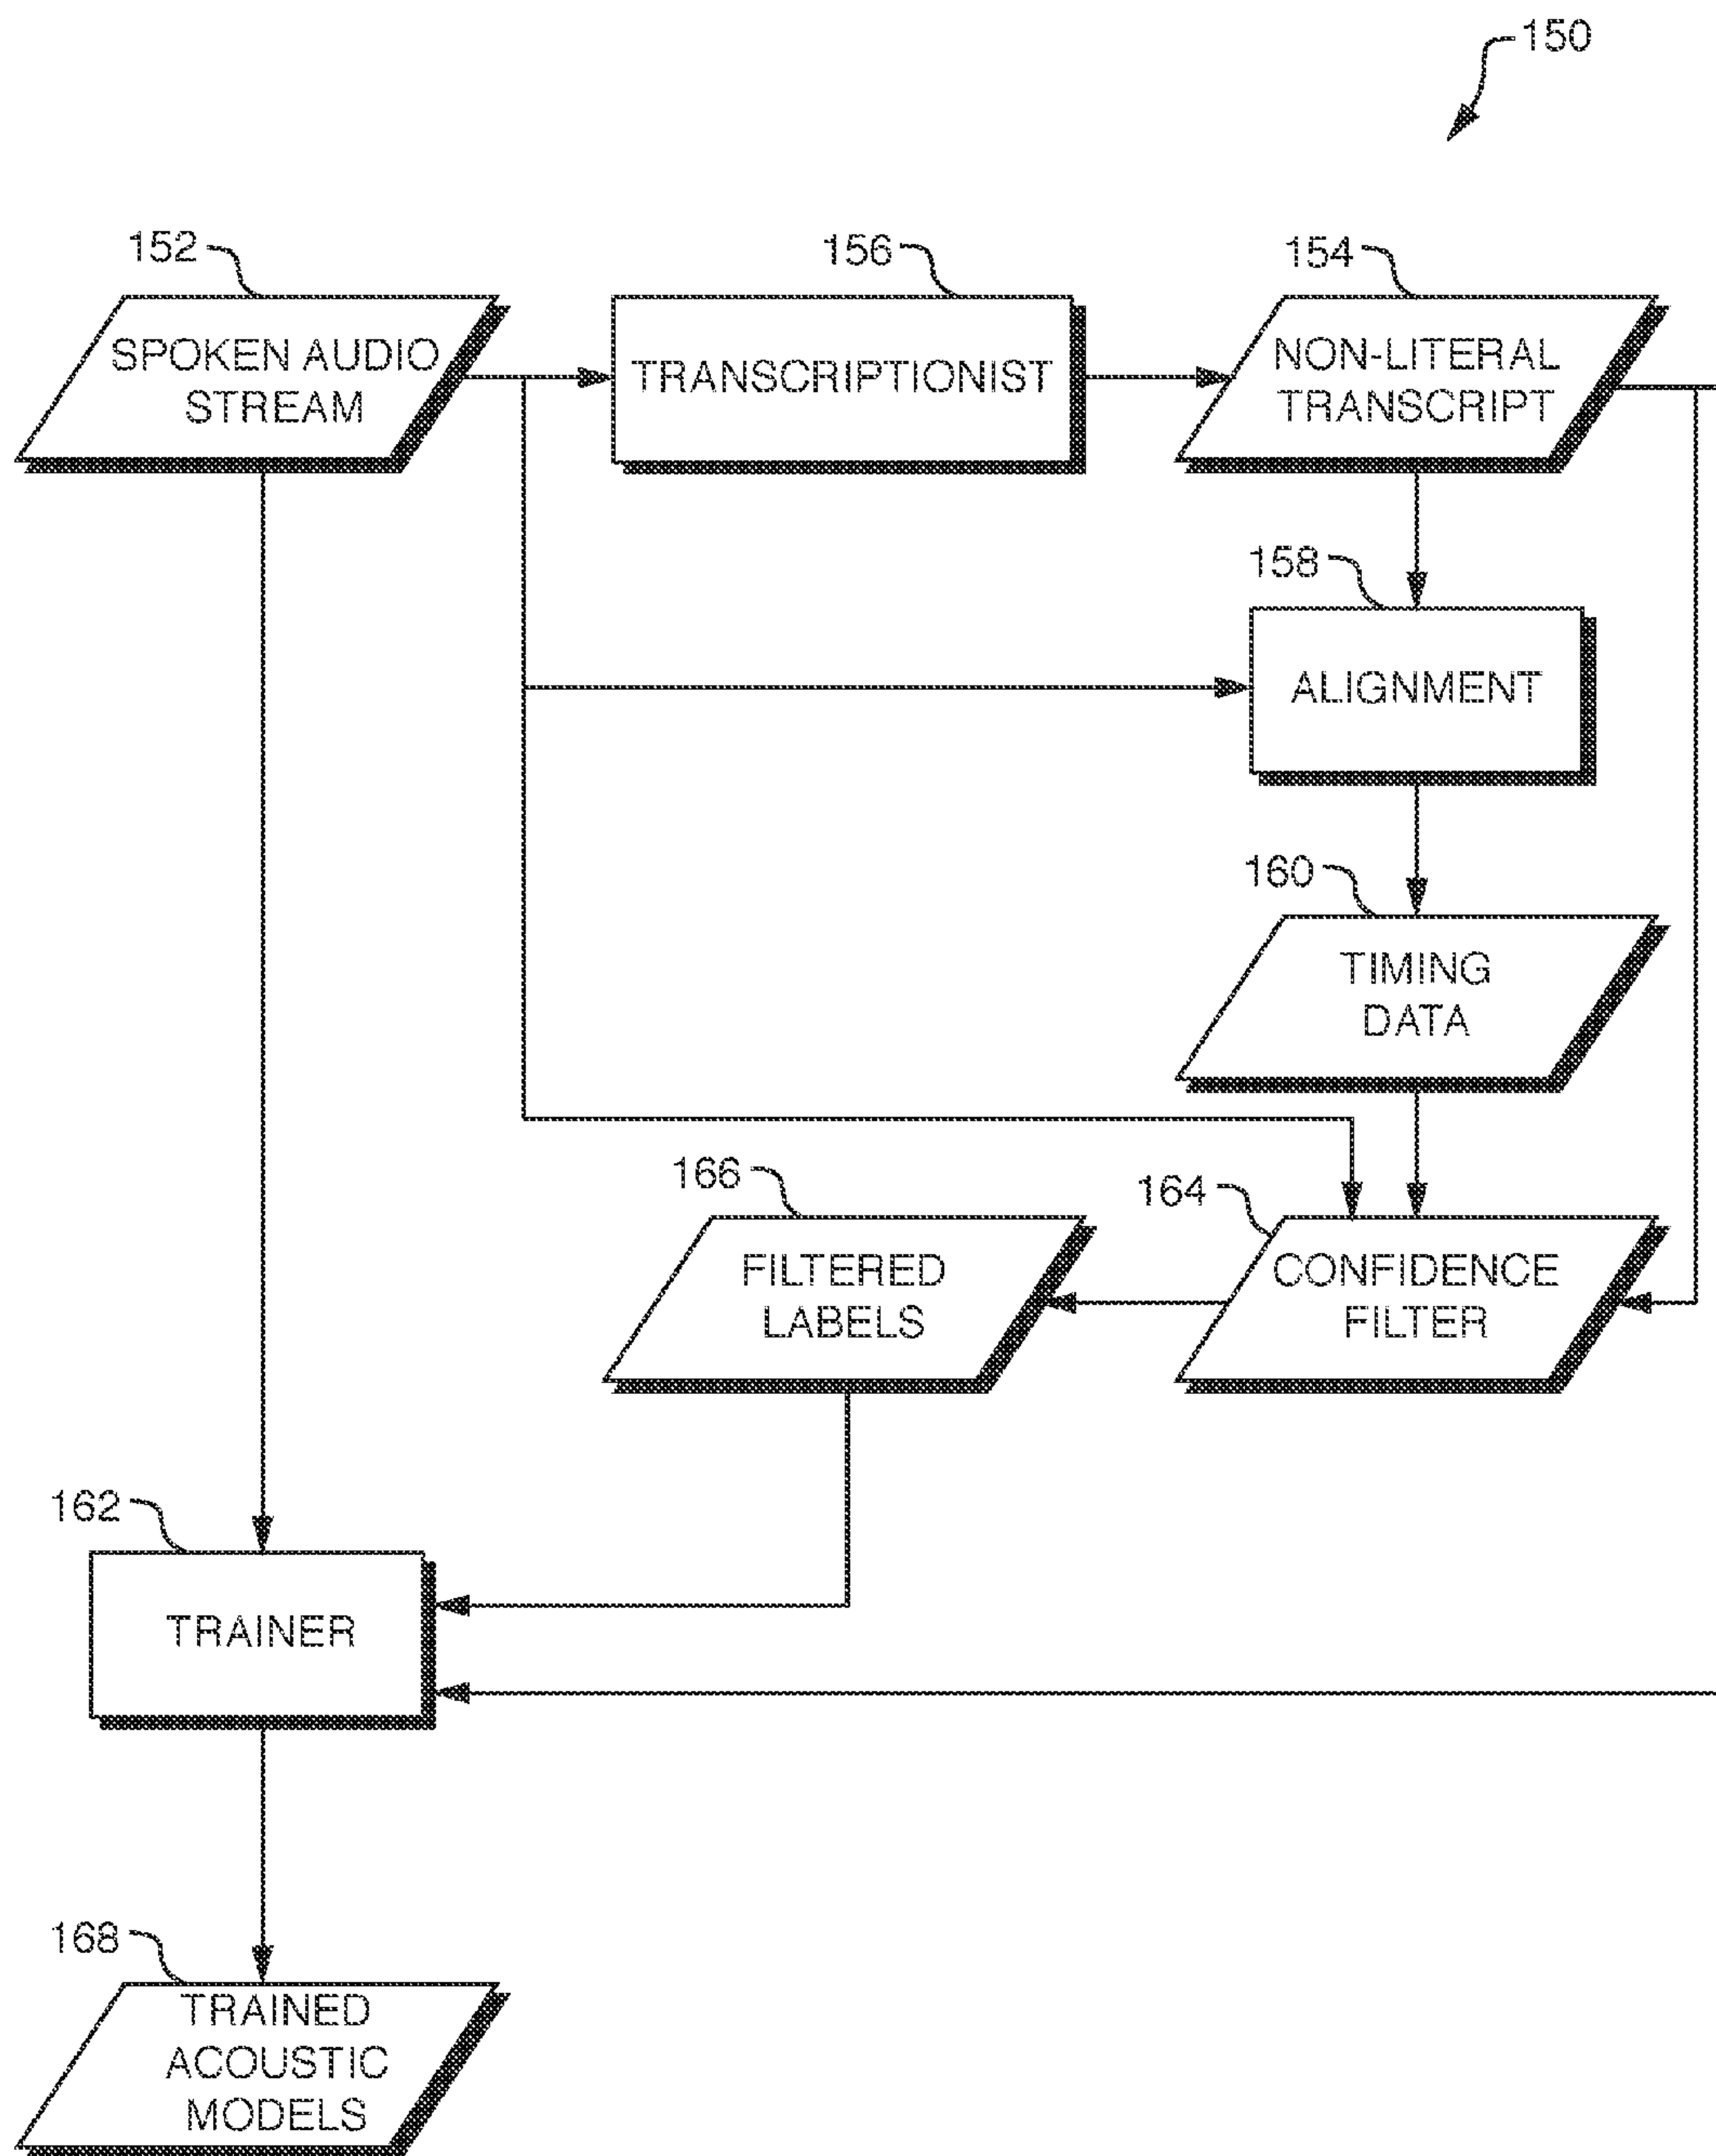 150
152
156
154
SPOKEN AUDIO
STREAM
TRANSCRIPTIONIST
NON-LITERAL
TRANSCRIPT
158
ALIGNMENT
160
TIMING
DATA
166
164
FILTERED
LABELS
CONFIDENCE
FILTER
162
TRAINER
168
TRAINED
ACOUSTIC
MODELS